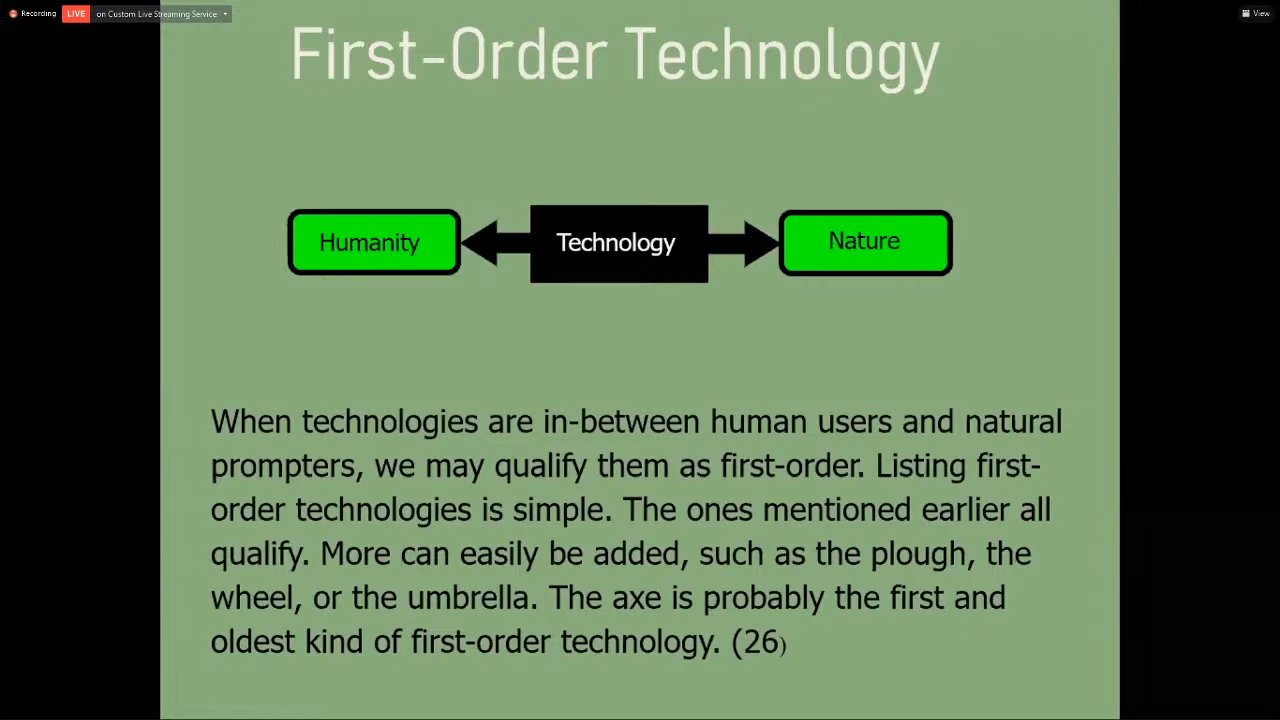 Recording LIVE on Custom Live Streaming Service View
First-Order Technology
Humanity Technology Nature
When technologies are in-between human users and natural
prompters, we may qualify them as first-order. Listing first-
order technologies is simple. The ones mentioned earlier all
qualify. More can easily be added, such as the plough, the
wheel, or the umbrella. The axe is probably the first and
oldest kind of first-order technology. (26)